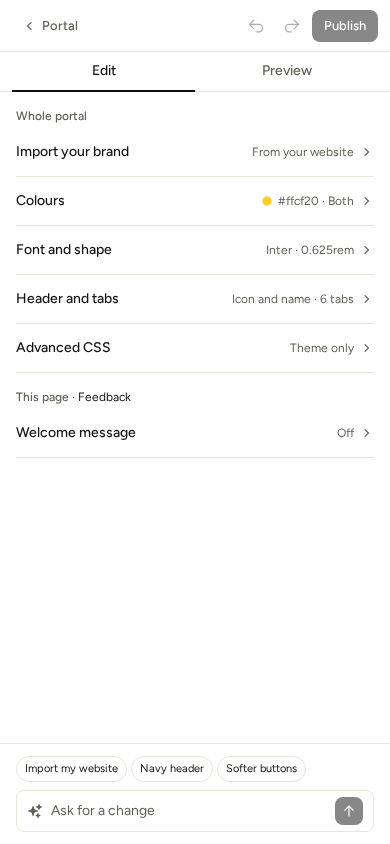 Portal
Publish
Edit
Preview
Whole portal
Import your brand
From your website
Colours
#ffcf20 · Both
Font and shape
Inter · 0.625rem
Header and tabs
Icon and name · 6 tabs
Advanced CSS
Theme only
This page · Feedback
Welcome message
Off
Import my website
Navy header
Softer buttons
Ask for a change